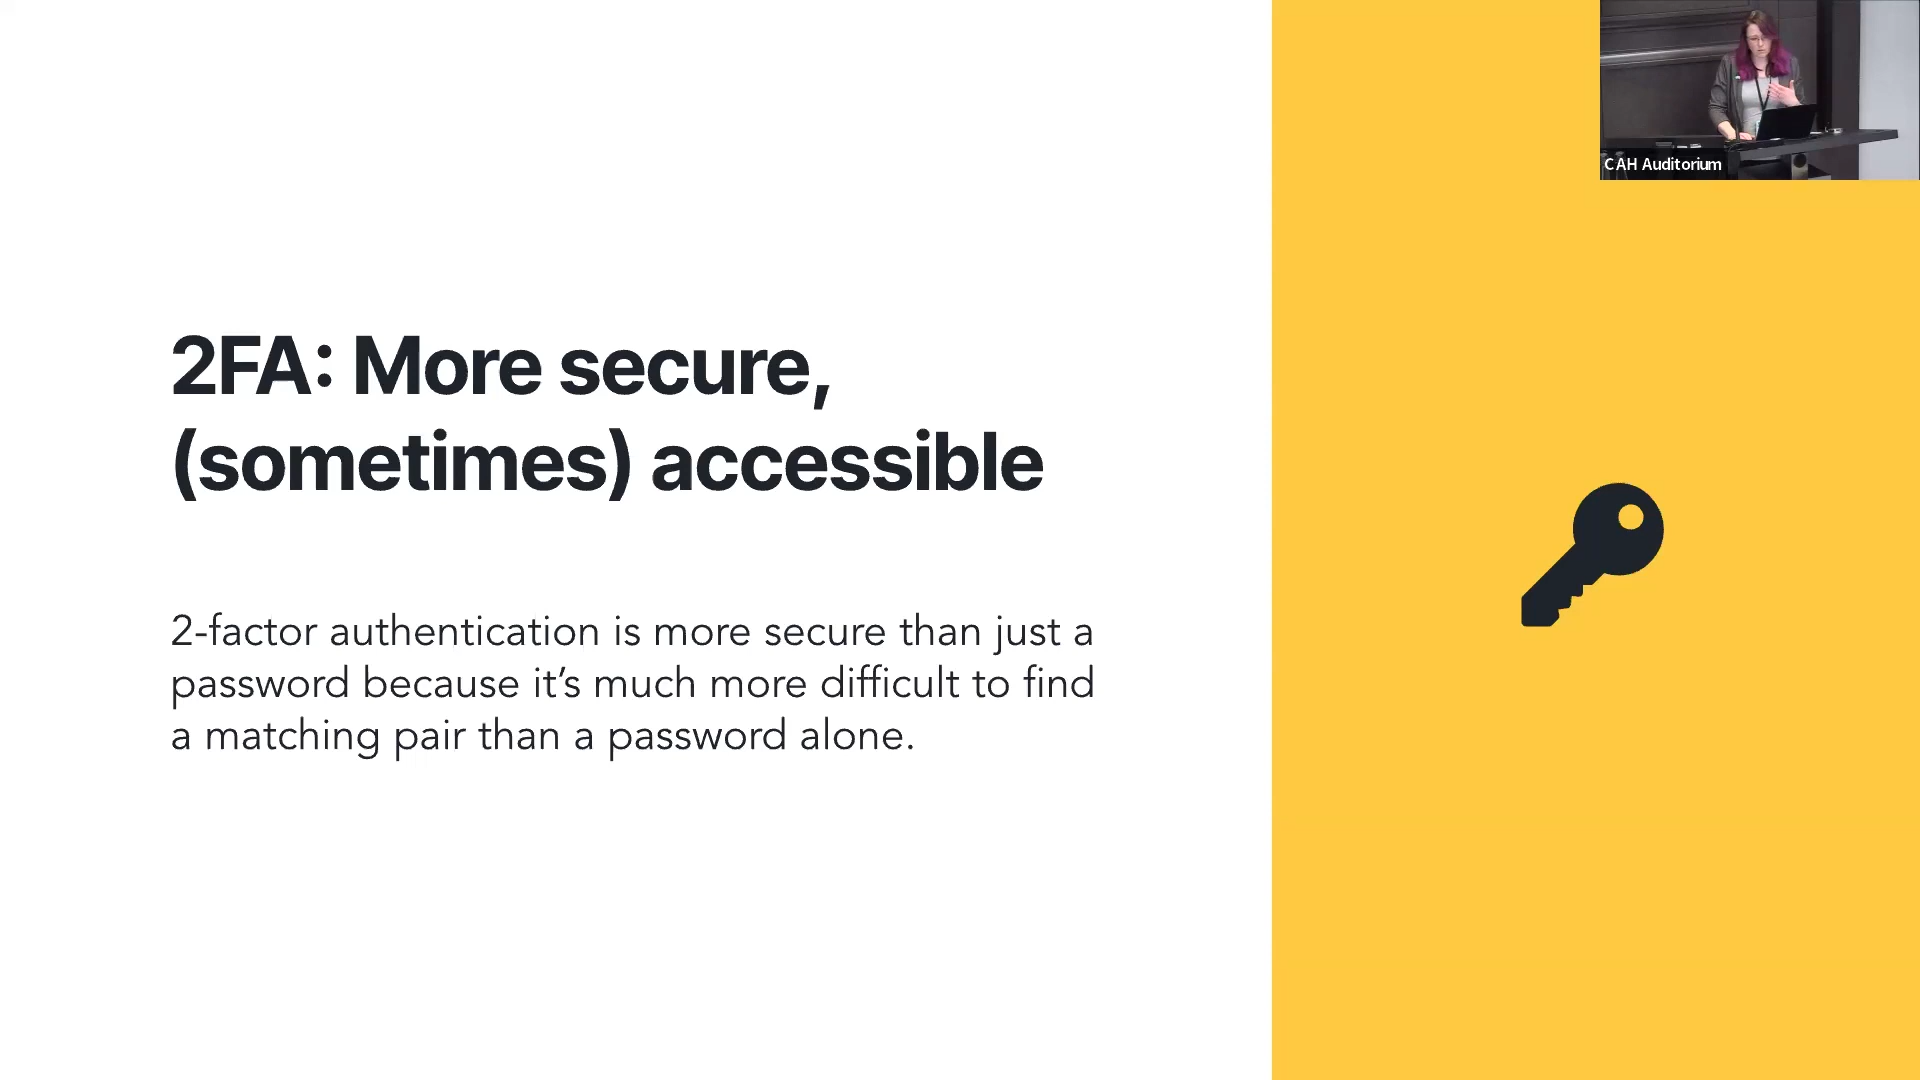 2FA: More secure,
(sometimes) accessible
2-factor authentication is more secure than just a
password because it’s much more difficult to find
a matching pair than a password alone.
CAH Auditorium